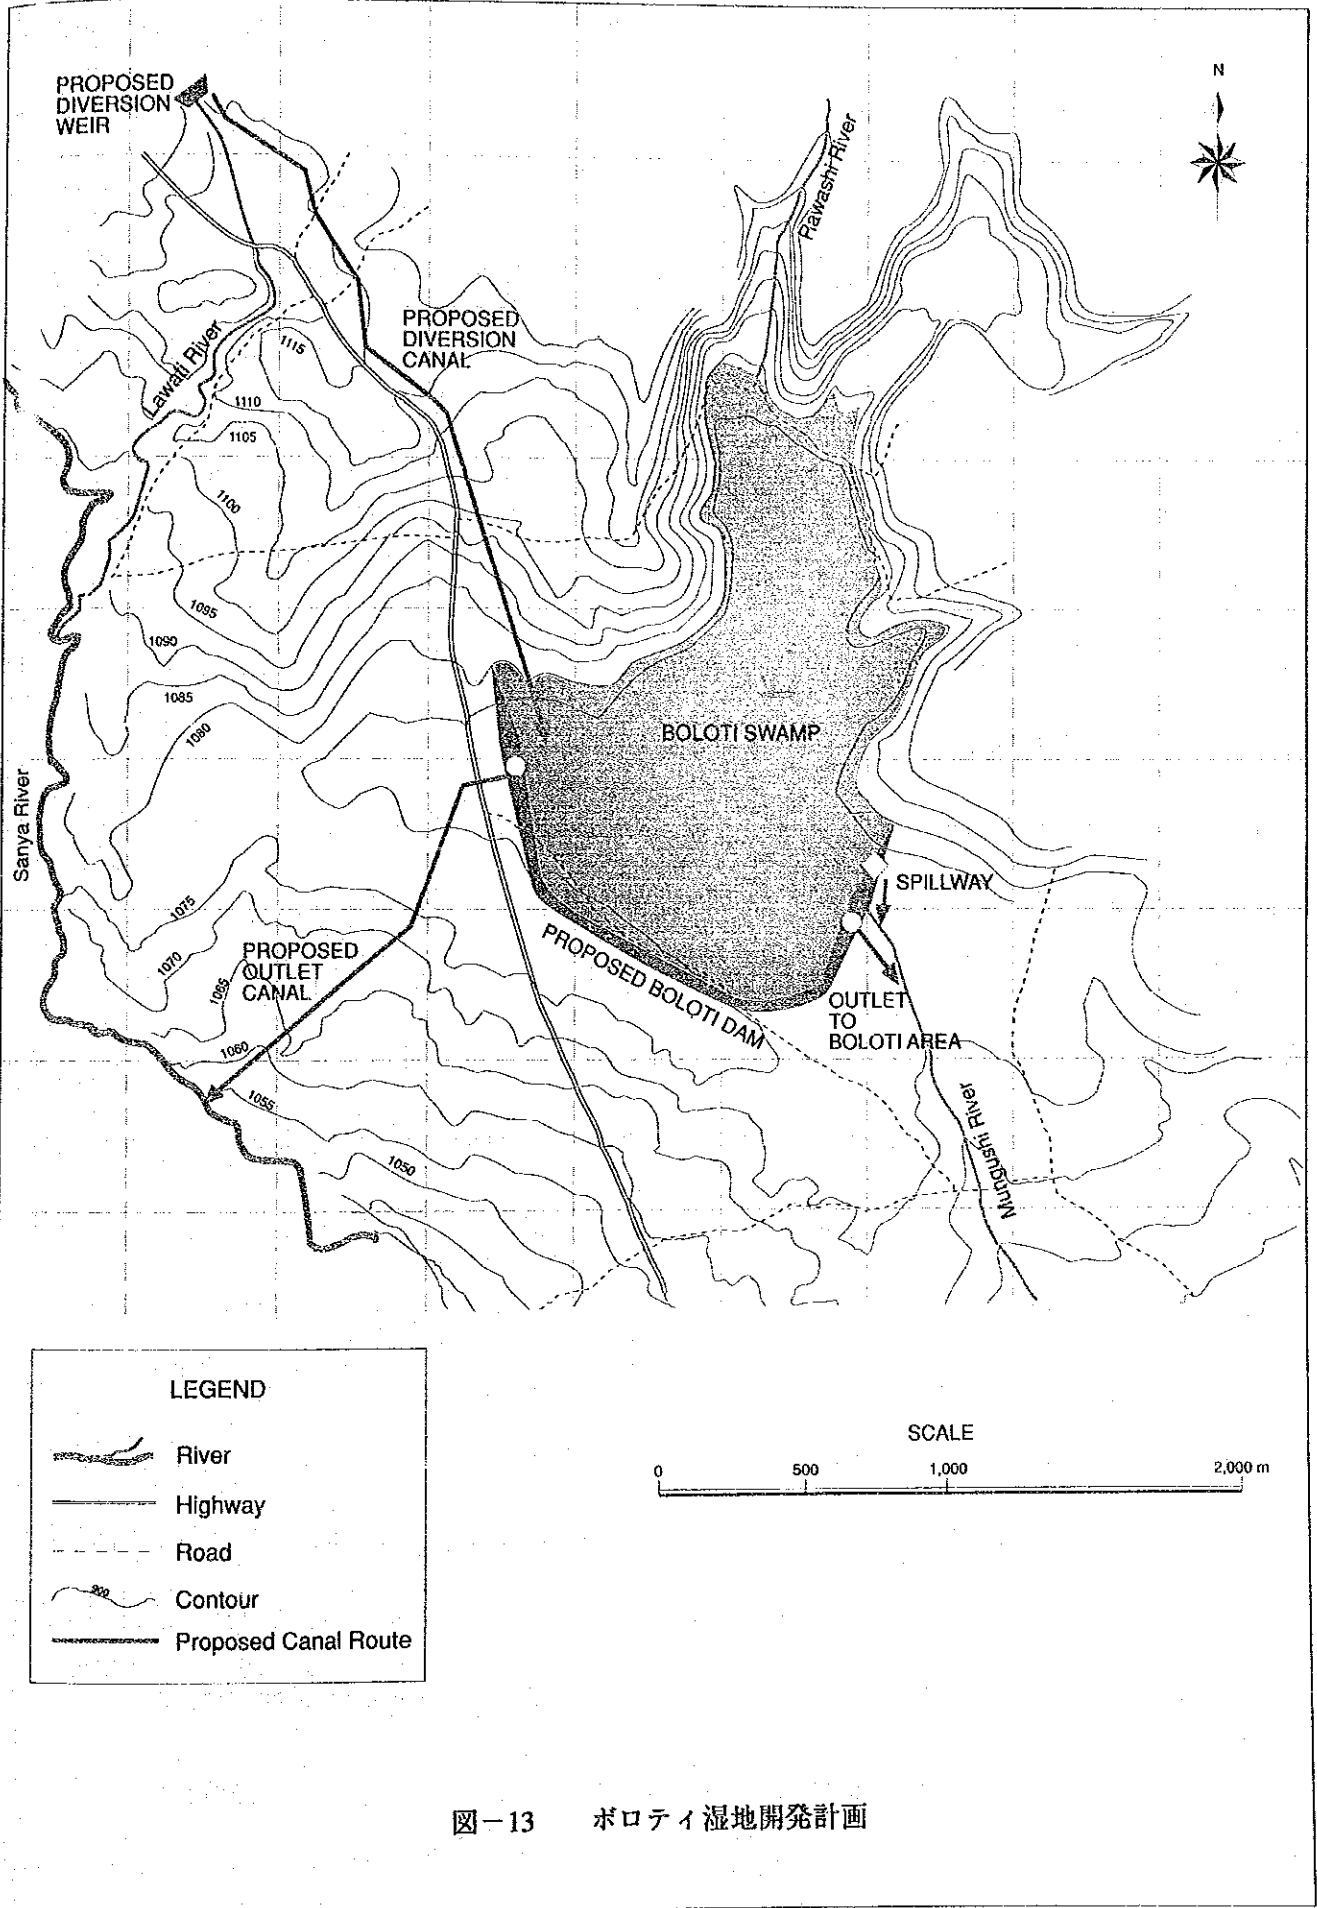 PROPOSED
DIVERSION
WEIR
N
Rawashi River
PROPOSED
DIVERSION
CANAL
Lawati River
1115
1110
1105
1100
1095
1090
1085
1080
BOLOTI SWAMP
Sanya River
SPILLWAY
1075
1070
1065
PROPOSED
OUTLET
CANAL
PROPOSED BOLOTI DAM
OUTLET
TO
BOLOTI AREA
1060
1055
1050
Mungushi River
LEGEND
River
Highway
Road
900
Contour
Proposed Canal Route
SCALE
0 500 1,000 2,000 m
図－13 ボロティ湿地開発計画